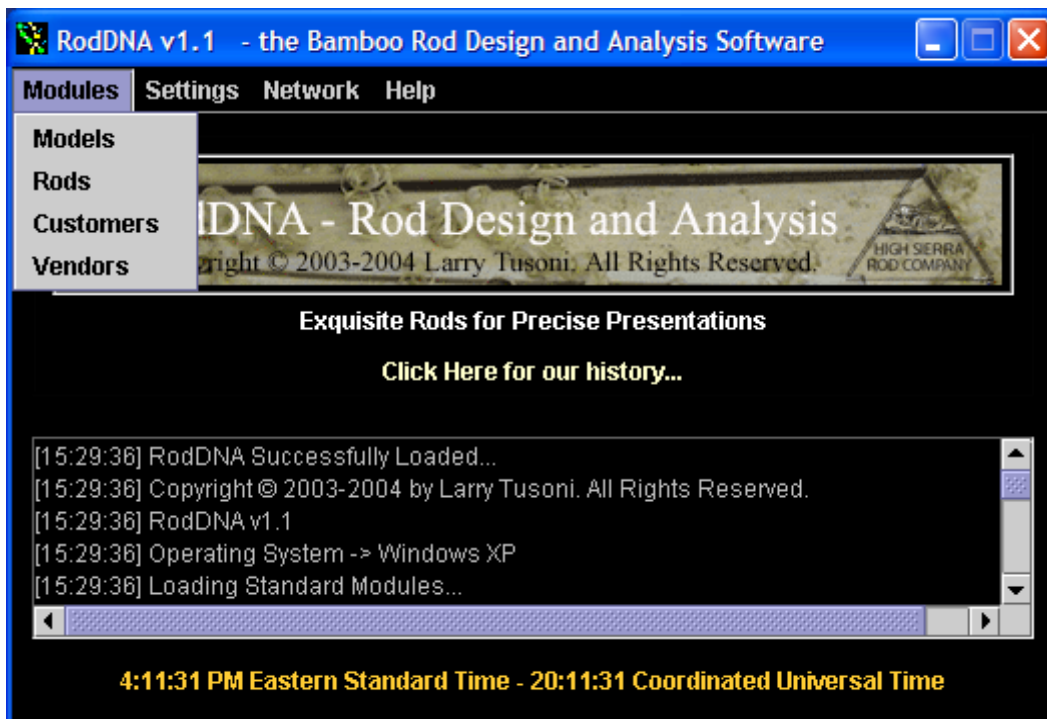 RodDNA v1.1 - the Bamboo Rod Design and Analysis Software
Modules Settings Network Help
Models
Rods
Customers
Vendors
dDNA - Rod Design and Analysis
right © 2003-2004 Larry Tusoni. All Rights Reserved.
HIGH SIERRA
ROD COMPANY
Exquisite Rods for Precise Presentations
Click Here for our history...
[15:29:36] RodDNA Successfully Loaded...
[15:29:36] Copyright © 2003-2004 by Larry Tusoni. All Rights Reserved.
[15:29:36] RodDNA v1.1
[15:29:36] Operating System -> Windows XP
[15:29:36] Loading Standard Modules...
4:11:31 PM Eastern Standard Time - 20:11:31 Coordinated Universal Time